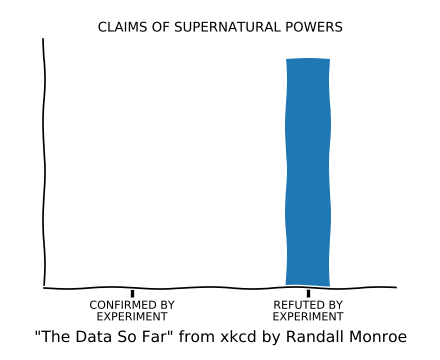 CLAIMS OF SUPERNATURAL POWERS
CONFIRMED BY
EXPERIMENT
REFUTED BY
EXPERIMENT
"The Data So Far" from xkcd by Randall Monroe